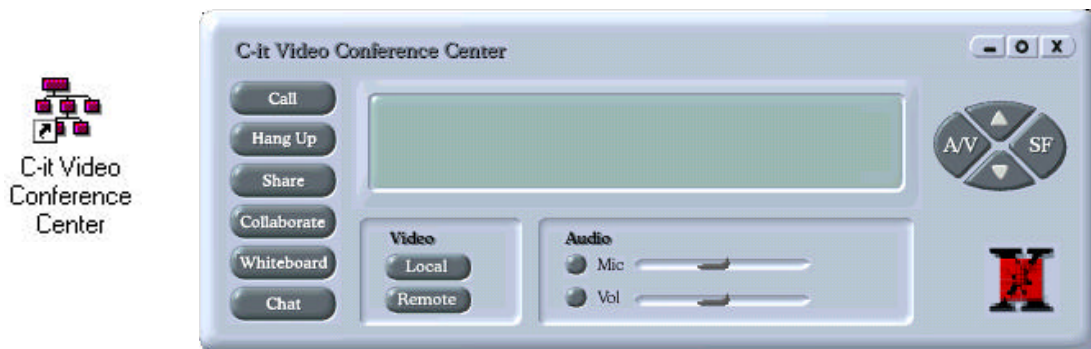 C-it Video
Conference
Center
C-it Video Conference Center
Call
Hang Up
Share
Collaborate
Whiteboard
Chat
Video
Local
Remote
Audio
Mic
Vol
A/V
SF
X